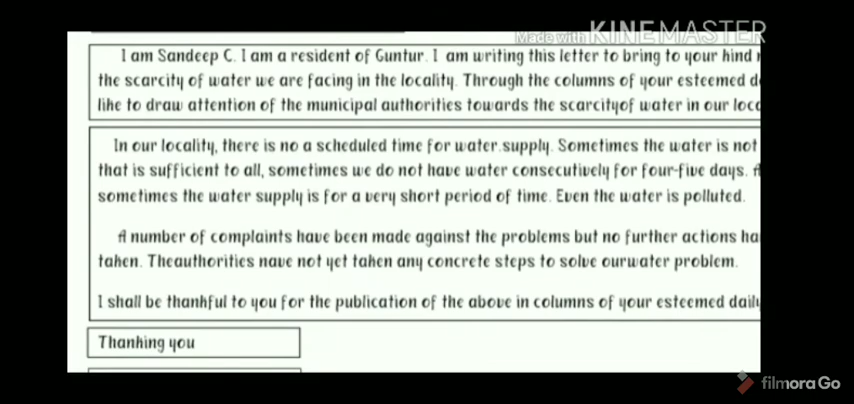 Made with KINEMASTER
I am Sandeep C. I am a resident of Guntur. I am writing this letter to bring to your hind
the scarcity of water we are facing in the locality. Through the columns of your esteemed
like to draw attention of the municipal authorities towards the scarcityof water in our
In our locality, there is no a scheduled time for water supply. Sometimes the water is not
that is sufficient to all, sometimes we do not have water consecutively for four-five days.
sometimes the water supply is for a very short period of time. Even the water is polluted.
A number of complaints have been made against the problems but no further actions
taken. Theauthorities nave not yet taken any concrete steps to solve ourwater problem.
I shall be thankful to you for the publication of the above in columns of your esteemed daily
Thanking you
filmora Go